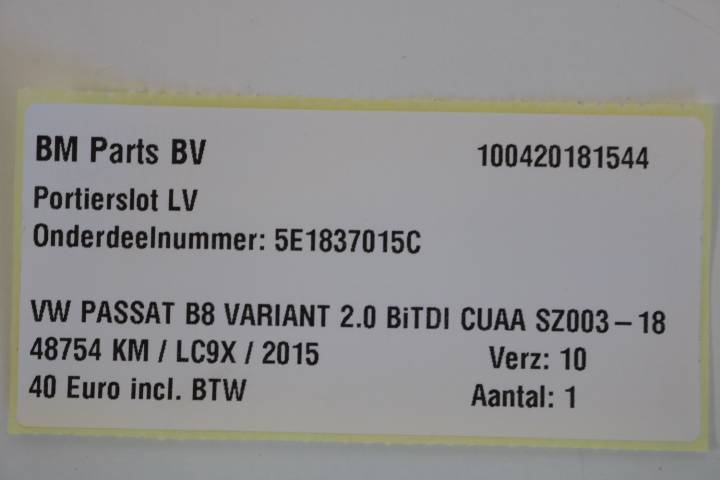 BM Parts BV 100420181544
Portierslot LV
Onderdeelnummer: 5E1837015C
VW PASSAT B8 VARIANT 2.0 BiTDI CUAA SZ003-18
48754 KM / LC9X / 2015 Verz: 10
40 Euro incl. BTW Aantal: 1